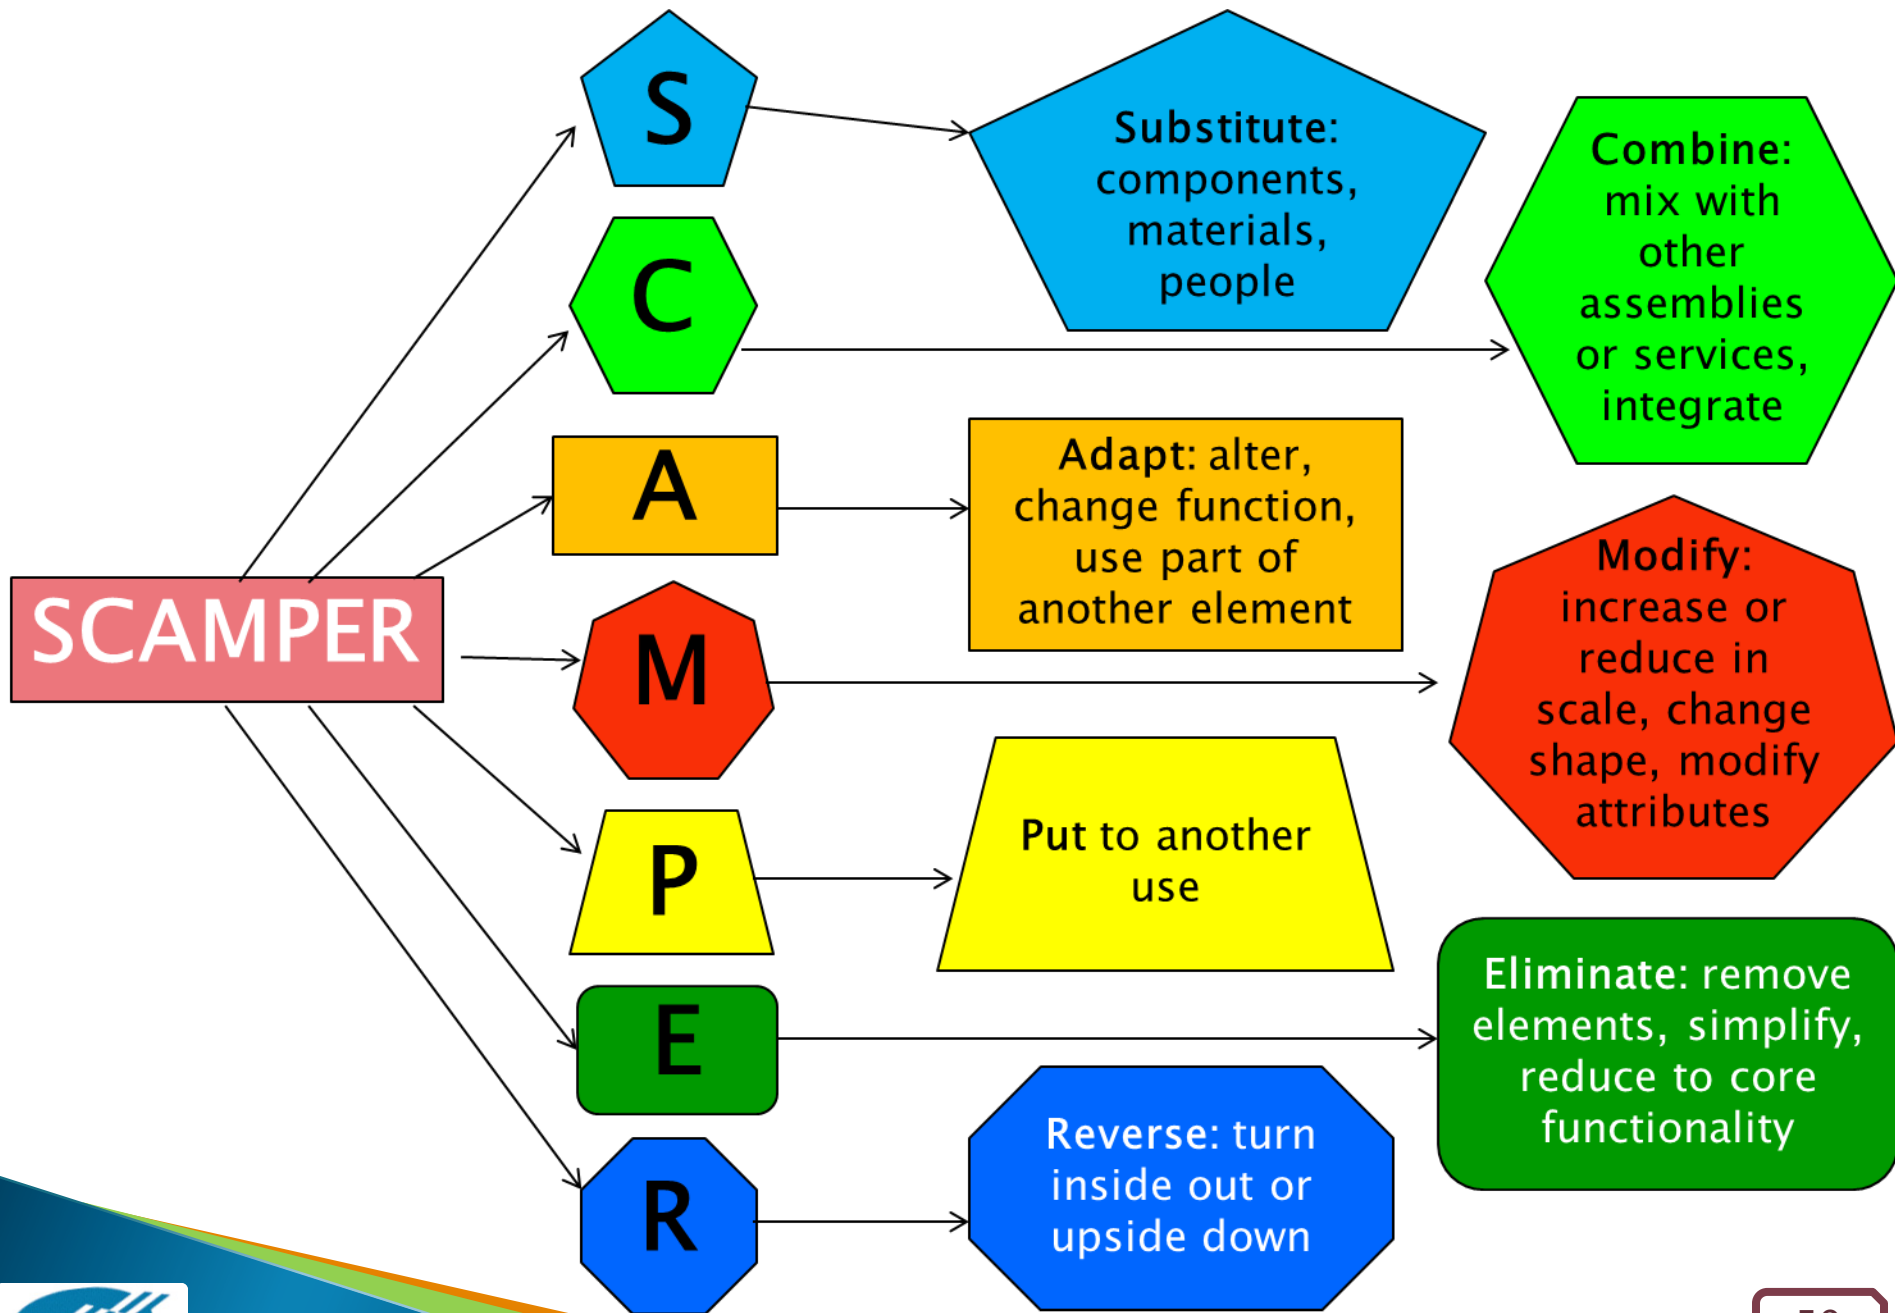 SCAMPER
S
Substitute:
components,
materials,
people
C
Combine:
mix with
other
assemblies
or services,
integrate
A
Adapt: alter,
change function,
use part of
another element
M
Modify:
increase or
reduce in
scale, change
shape, modify
attributes
P
Put to another
use
E
Eliminate: remove
elements, simplify,
reduce to core
functionality
R
Reverse: turn
inside out or
upside down